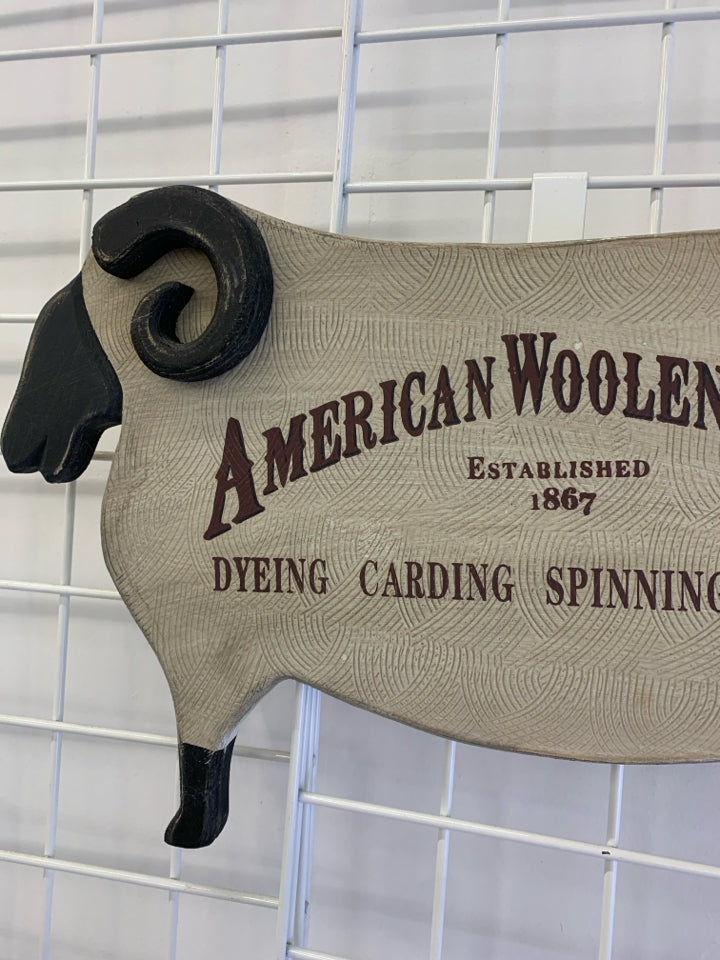 AMERICAN WOOLEN
ESTABLISHED
1867
DYEING CARDING SPINNING